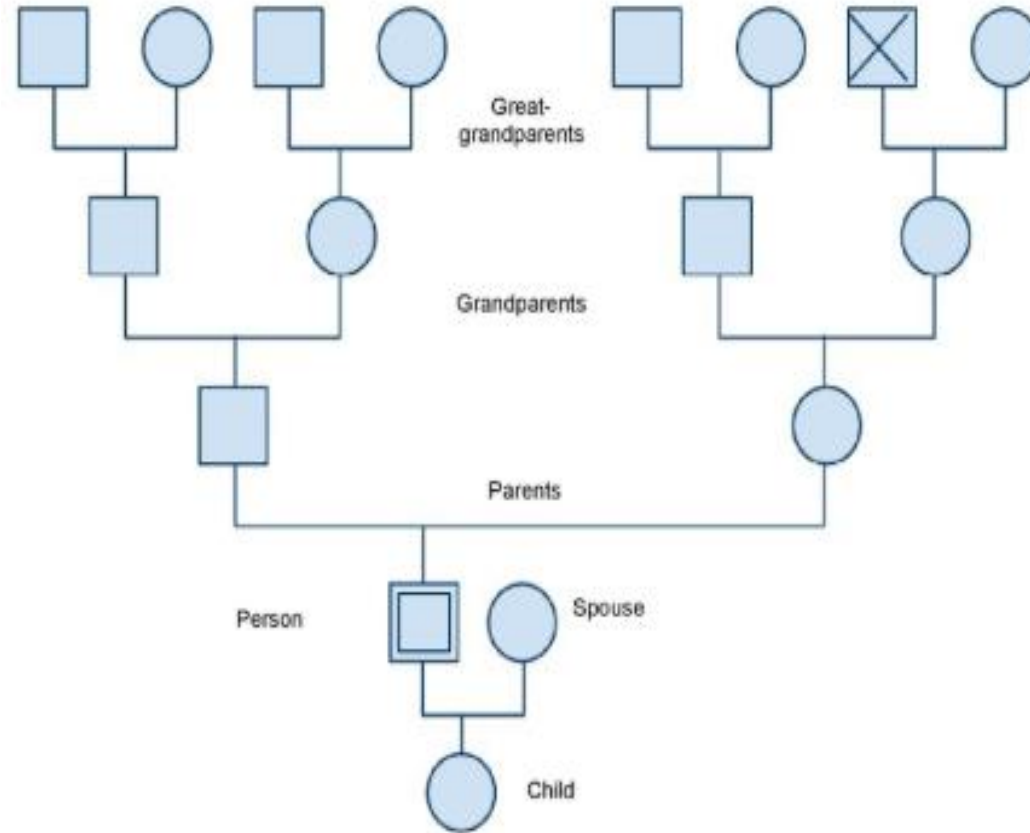 Great-
grandparents
Grandparents
Parents
Person
Spouse
Child